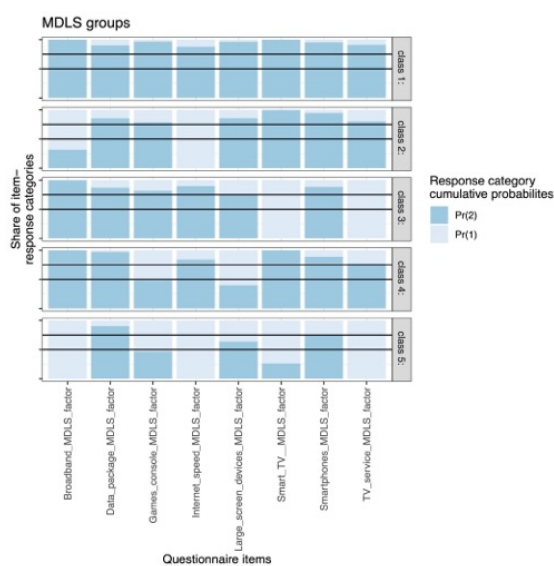 MDLS groups
Share of item-
response categories
class 1:
class 2:
class 3:
class 4:
class 5:
Response category
cumulative probabilites
Pr(2)
Pr(1)
Broadband_MDLS_factor
Data_package_MDLS_factor
Games_console_MDLS_factor
Internet_speed_MDLS_factor
Large_screen_devices_MDLS_factor
Smart_TV__MDLS_factor
Smartphones_MDLS_factor
TV_service_MDLS_factor
Questionnaire items